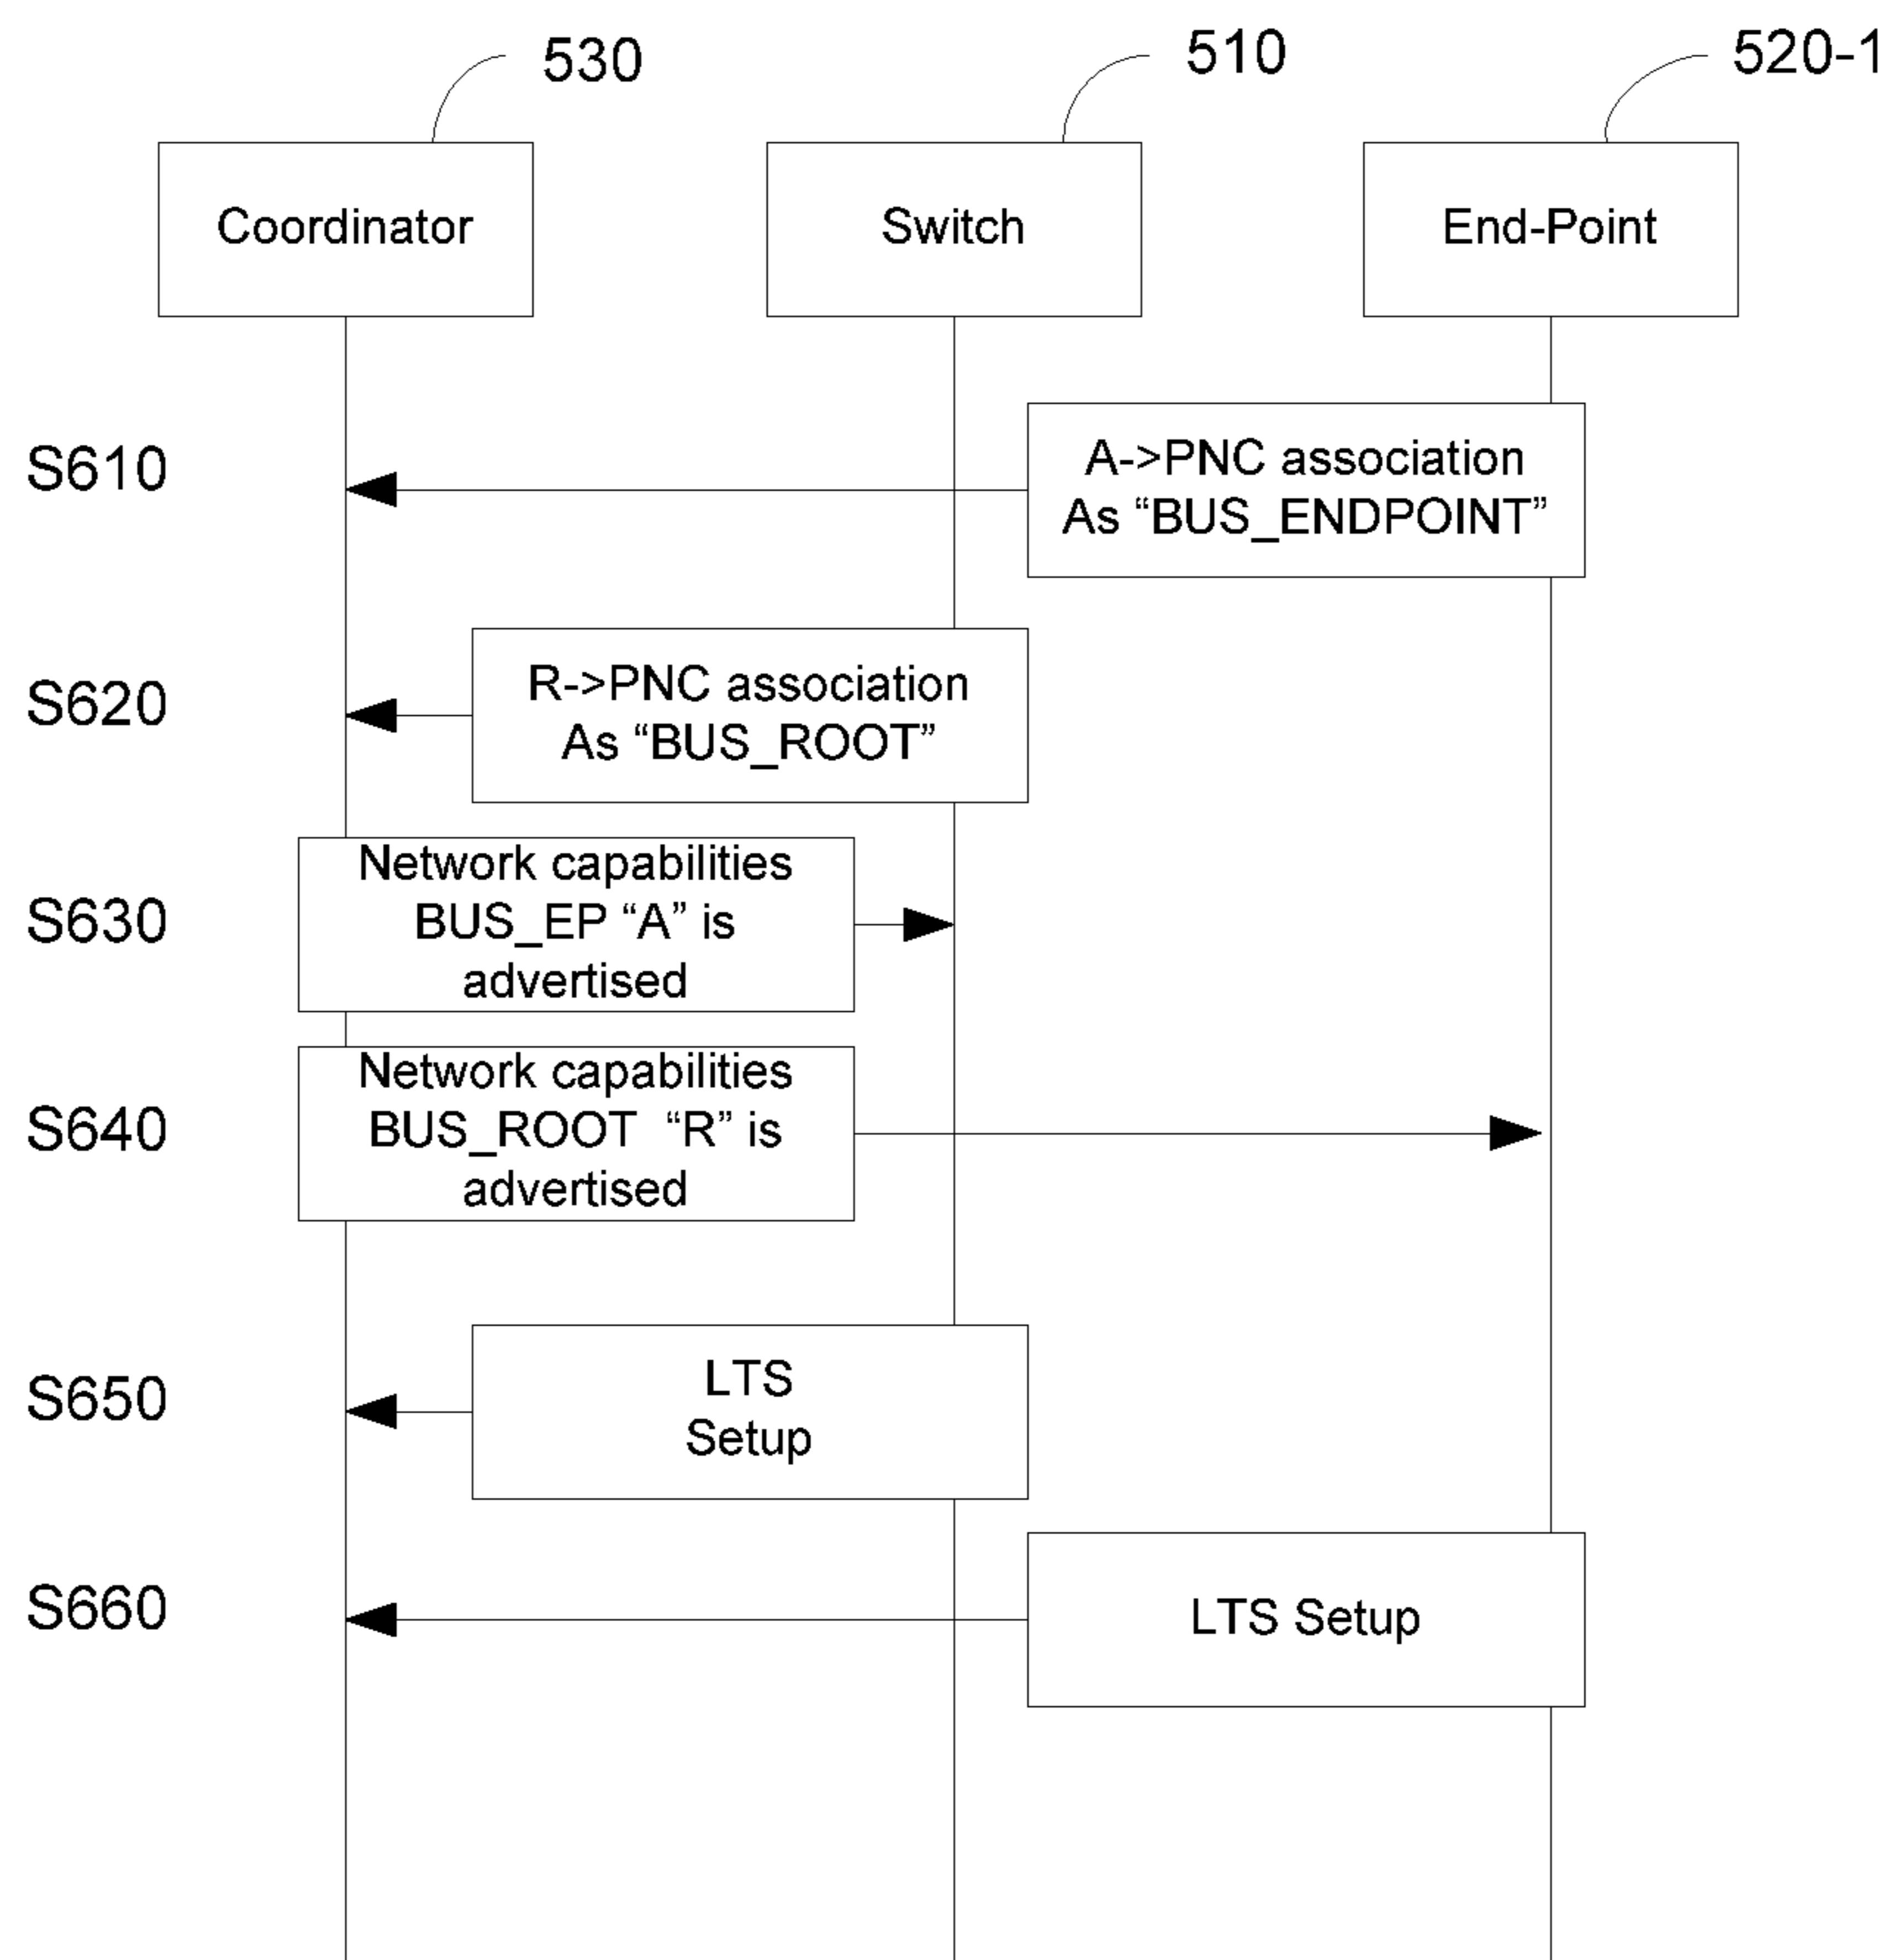 530
510
520-1
Coordinator
Switch
End-Point
S610
A->PNC association
As “BUS_ENDPOINT”
S620
R->PNC association
As “BUS_ROOT”
S630
Network capabilities
BUS_EP “A” is
advertised
S640
Network capabilities
BUS_ROOT “R” is
advertised
S650
LTS
Setup
S660
LTS Setup